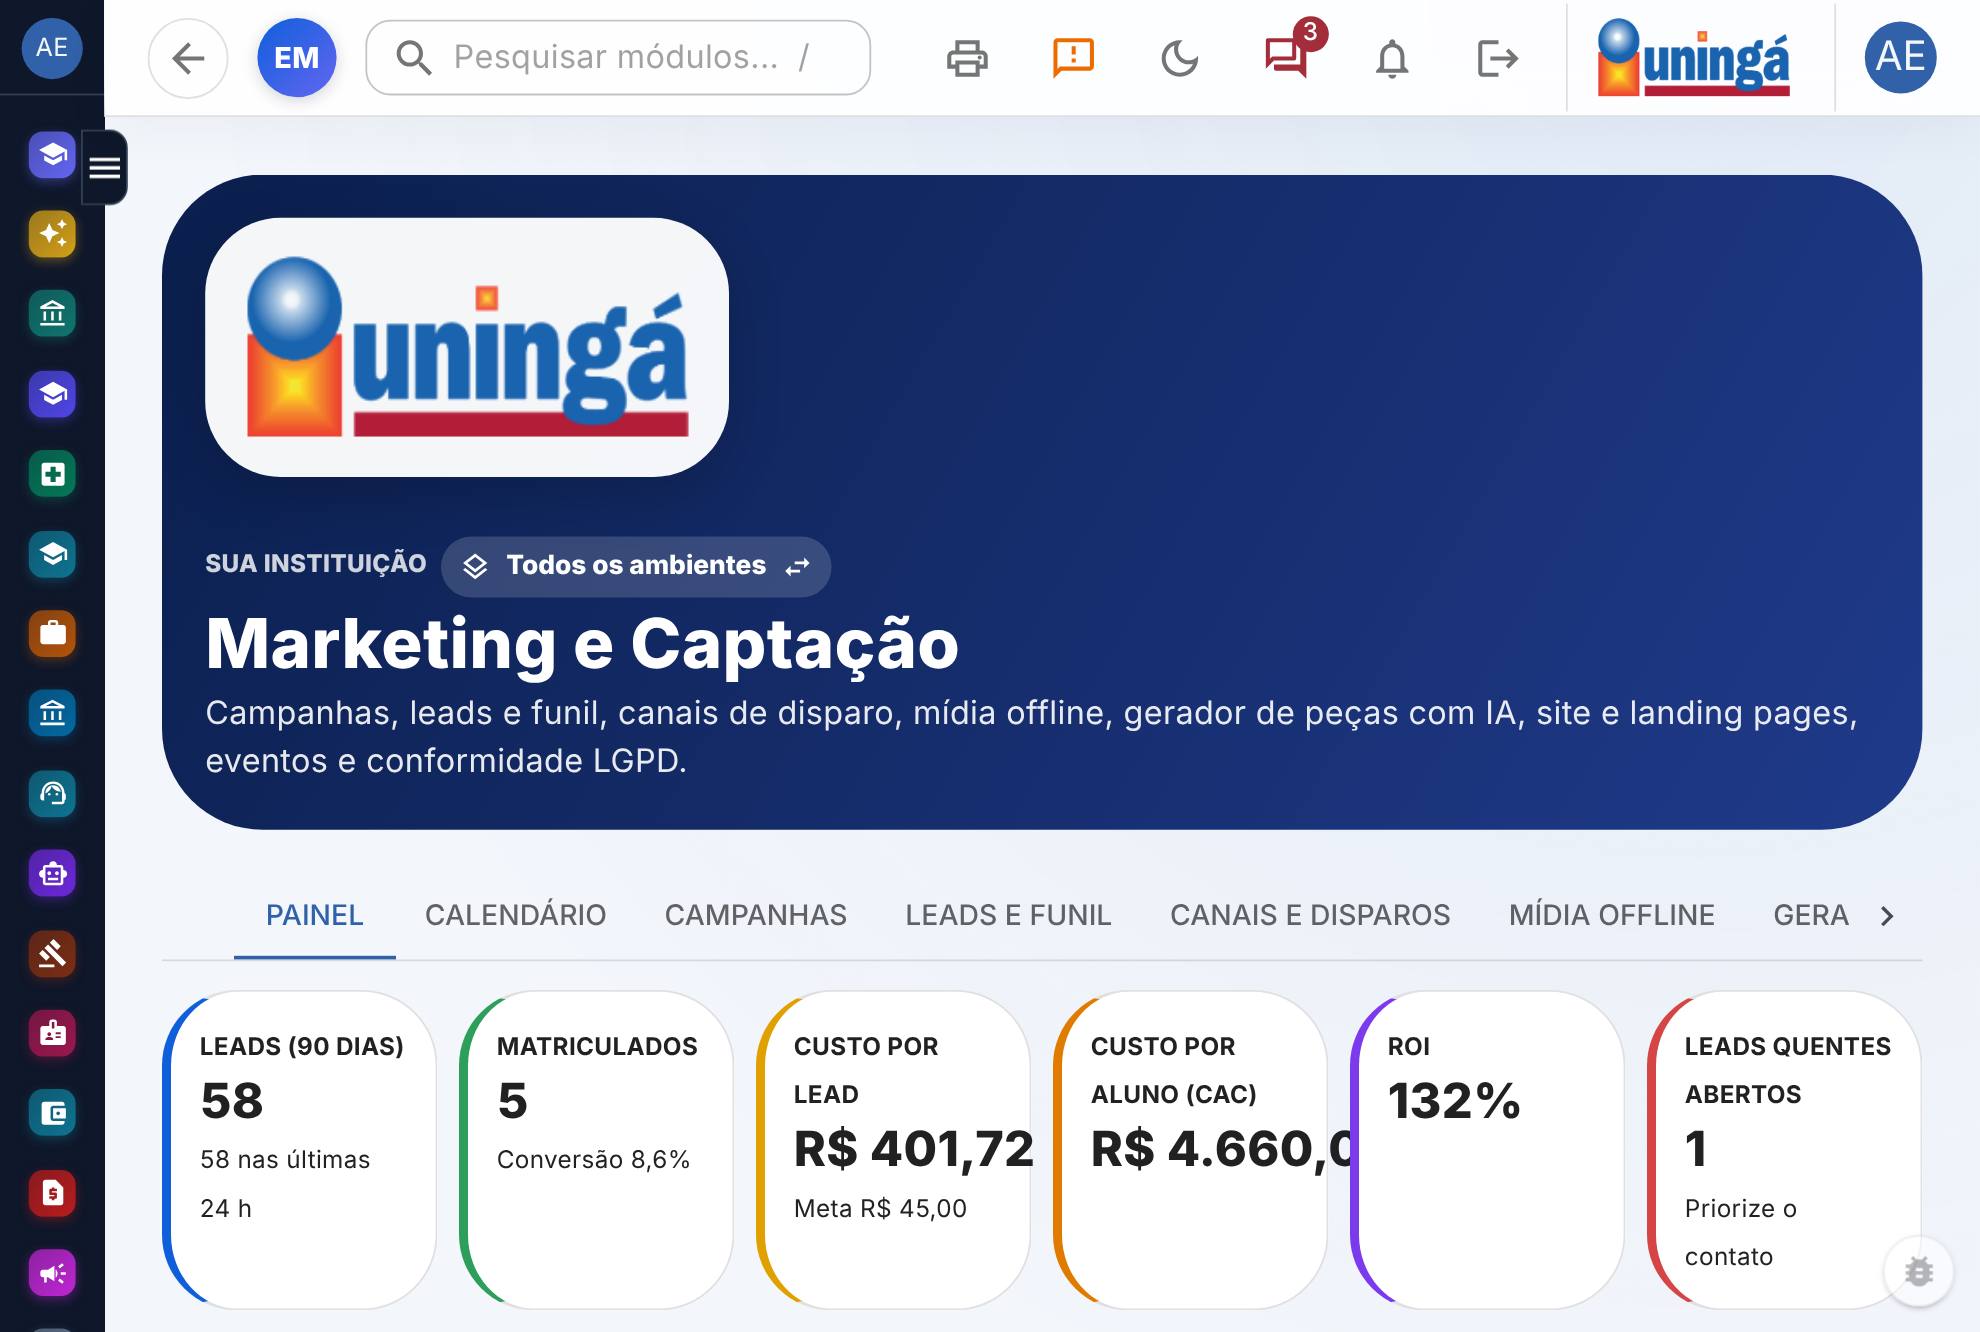 AE
EM
Pesquisar módulos... /
3
uningá
AE
uningá
SUA INSTITUIÇÃO
Todos os ambientes
Marketing e Captação
Campanhas, leads e funil, canais de disparo, mídia offline, gerador de peças com IA, site e landing pages,
eventos e conformidade LGPD.
PAINEL
CALENDÁRIO
CAMPANHAS
LEADS E FUNIL
CANAIS E DISPAROS
MÍDIA OFFLINE
GERA
LEADS (90 DIAS)
58
58 nas últimas
24 h
MATRICULADOS
5
Conversão 8,6%
CUSTO POR
LEAD
R$ 401,72
Meta R$ 45,00
CUSTO POR
ALUNO (CAC)
R$ 4.660,0
ROI
132%
LEADS QUENTES
ABERTOS
1
Priorize o
contato